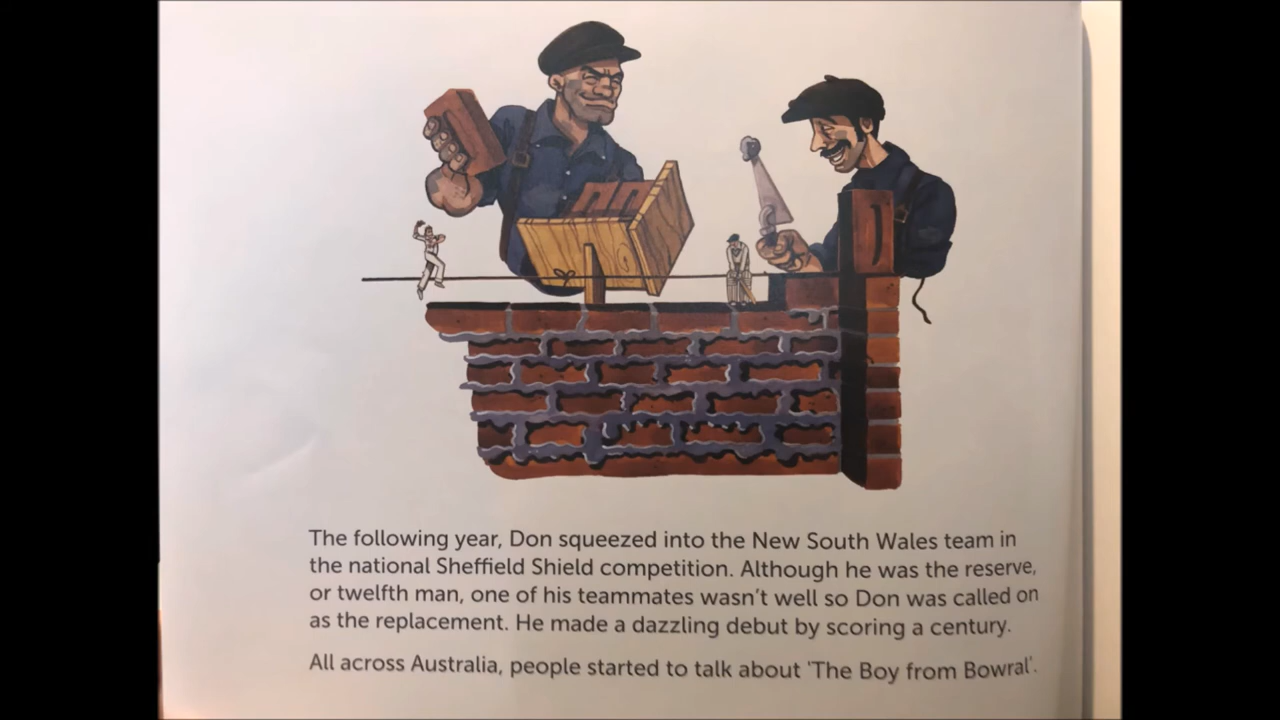 The following year, Don squeezed into the New South Wales team in
the national Sheffield Shield competition. Although he was the reserve,
or twelfth man, one of his teammates wasn't well so Don was called on
as the replacement. He made a dazzling debut by scoring a century.
All across Australia, people started to talk about 'The Boy from Bowral'.